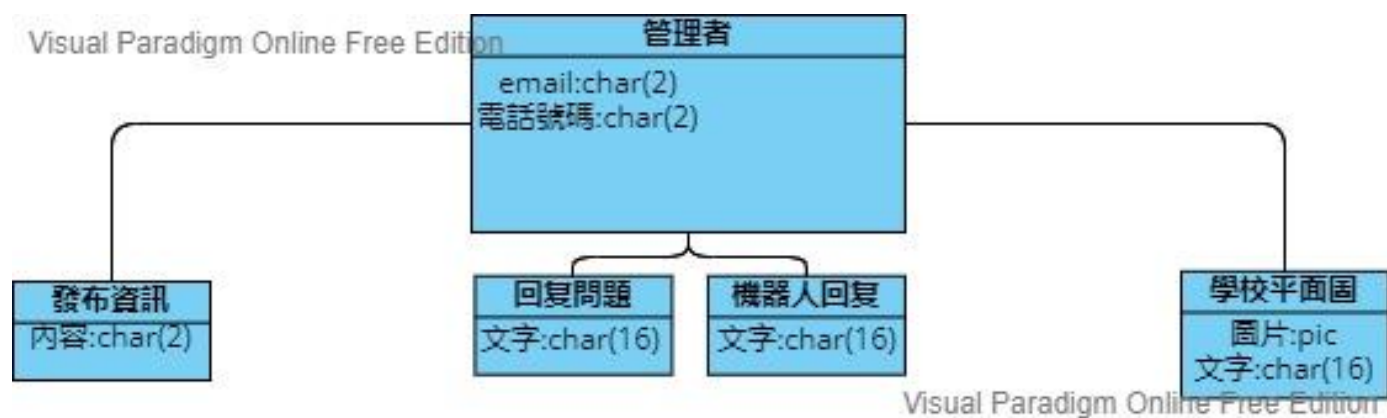 Visual Paradigm Online Free Edition
管理者
email:char(2)
電話號碼:char(2)
發布資訊
內容:char(2)
回复問題
文字:char(16)
機器人回复
文字:char(16)
學校平面圖
圖片:pic
文字:char(16)
Visual Paradigm Online Free Edition